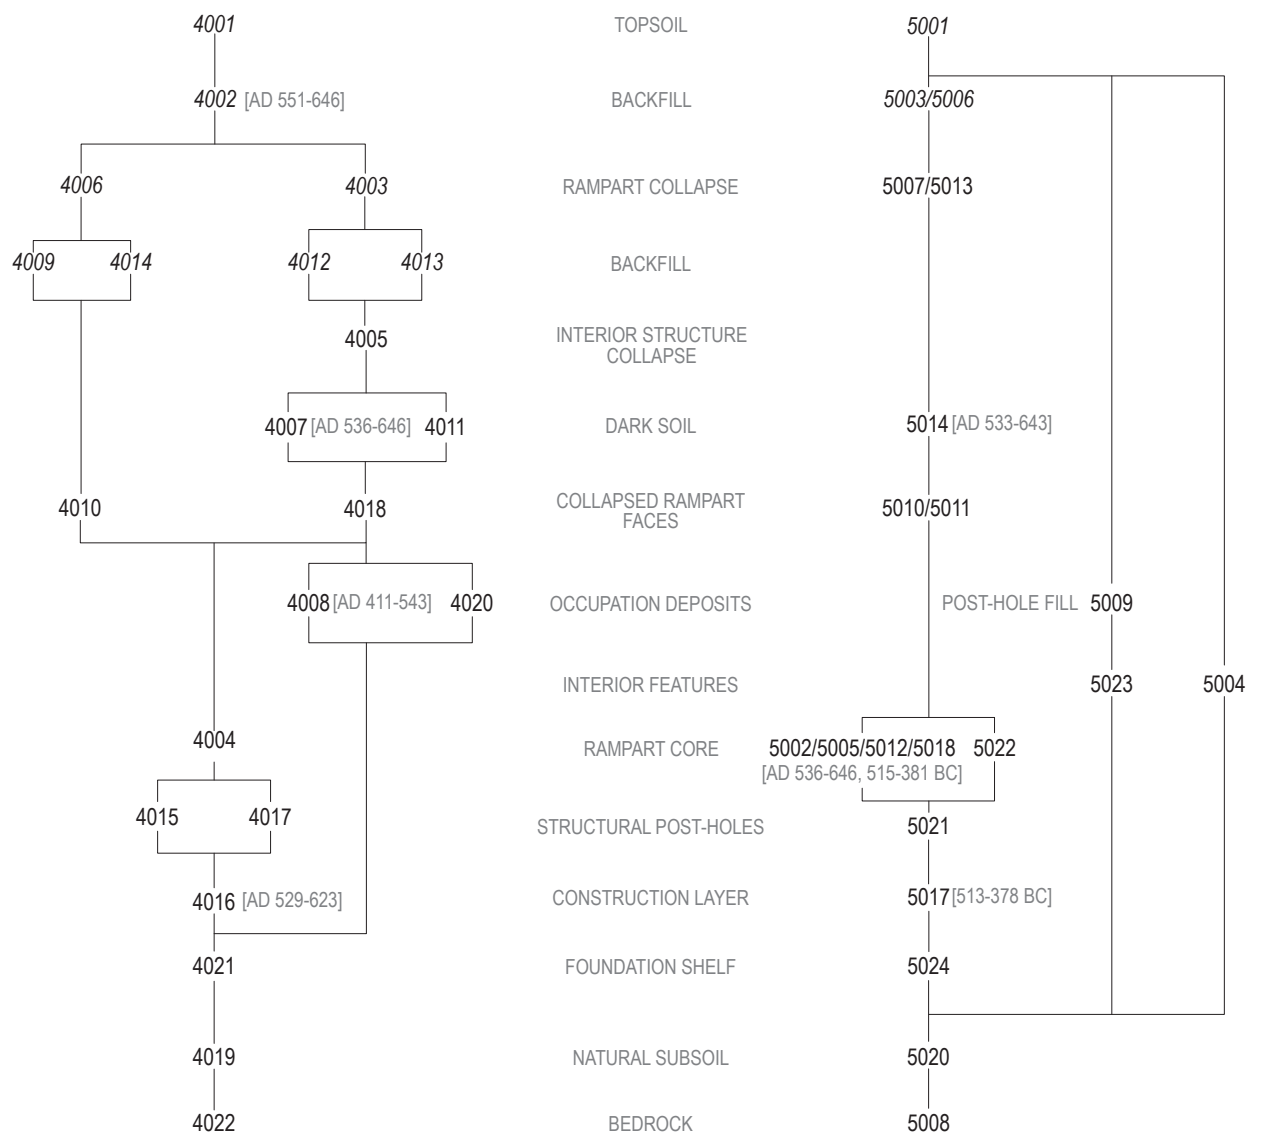 4001 TOPSOIL 5001
4002 [AD 551-646] BACKFILL 5003/5006
4006 4003 RAMPART COLLAPSE 5007/5013
4009 4014 4012 4013 BACKFILL
4005 INTERIOR STRUCTURE
COLLAPSE
4007 [AD 536-646] 4011 DARK SOIL 5014 [AD 533-643]
4010 4018 COLLAPSED RAMPART 5010/5011
FACES
4008 [AD 411-543] 4020 OCCUPATION DEPOSITS POST-HOLE FILL 5009
INTERIOR FEATURES 5023 5004
4004 RAMPART CORE 5002/5005/5012/5018 5022
[AD 536-646, 515-381 BC]
4015 4017 STRUCTURAL POST-HOLES 5021
4016 [AD 529-623] CONSTRUCTION LAYER 5017 [513-378 BC]
4021 FOUNDATION SHELF 5024
4019 NATURAL SUBSOIL 5020
4022 BEDROCK 5008